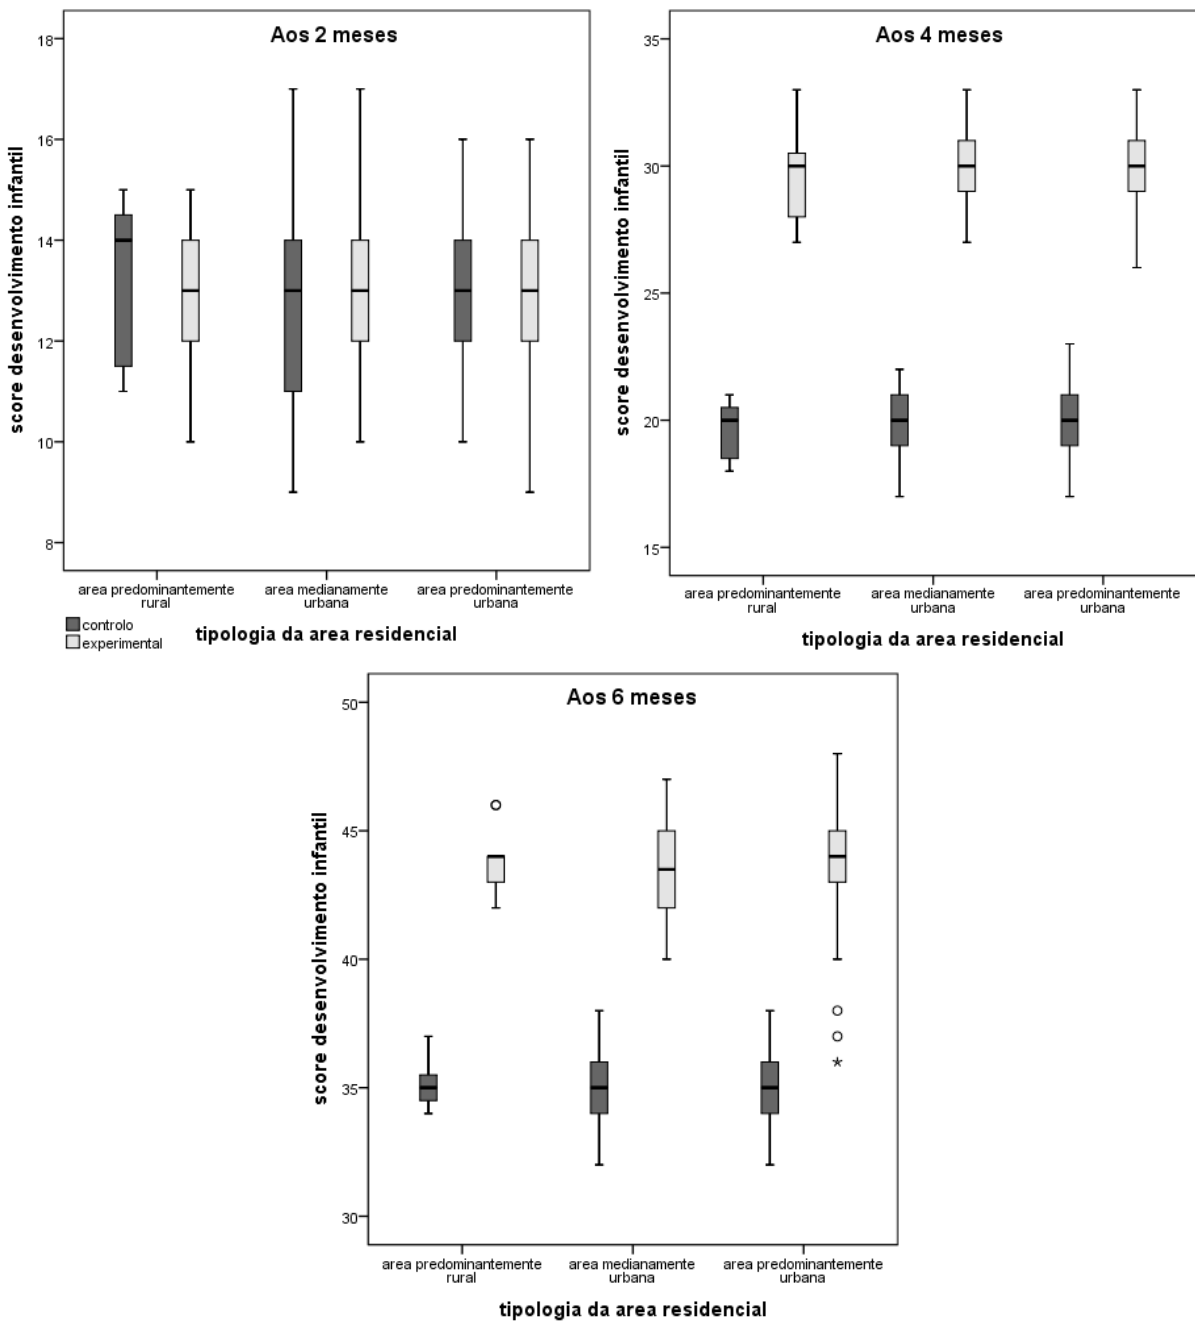 Aos 2 meses
score desenvolvimento infantil
18
16
14
12
10
8
area predominantemente rural
area medianamente urbana
area predominantemente urbana
controlo
experimental
tipologia da area residencial
Aos 4 meses
score desenvolvimento infantil
35
30
25
20
15
area predominantemente rural
area medianamente urbana
area predominantemente urbana
tipologia da area residencial
Aos 6 meses
score desenvolvimento infantil
50
45
40
35
30
area predominantemente rural
area medianamente urbana
area predominantemente urbana
tipologia da area residencial